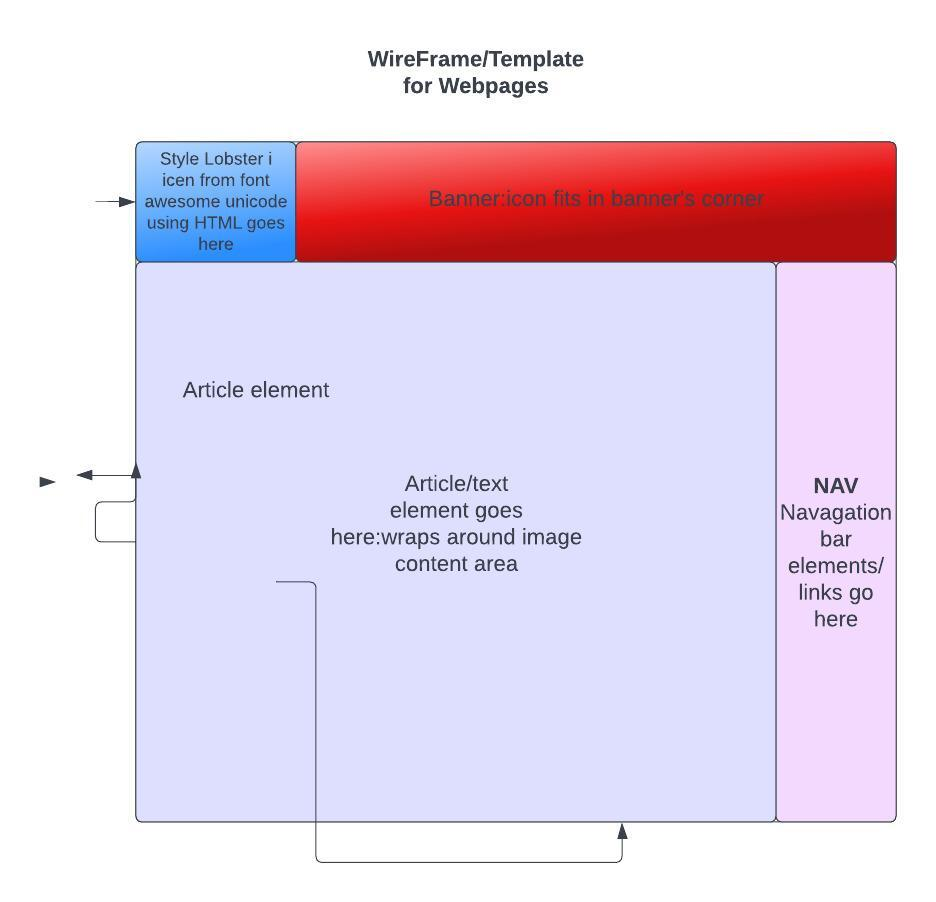 WireFrame/Template
for Webpages
Style Lobster i
icen from font
awesome unicode
using HTML goes
here
Banner:icon fits in banner's corner
Article element
Article/text
element goes
here:wraps around image
content area
NAV
Navagation
bar
elements/
links go
here